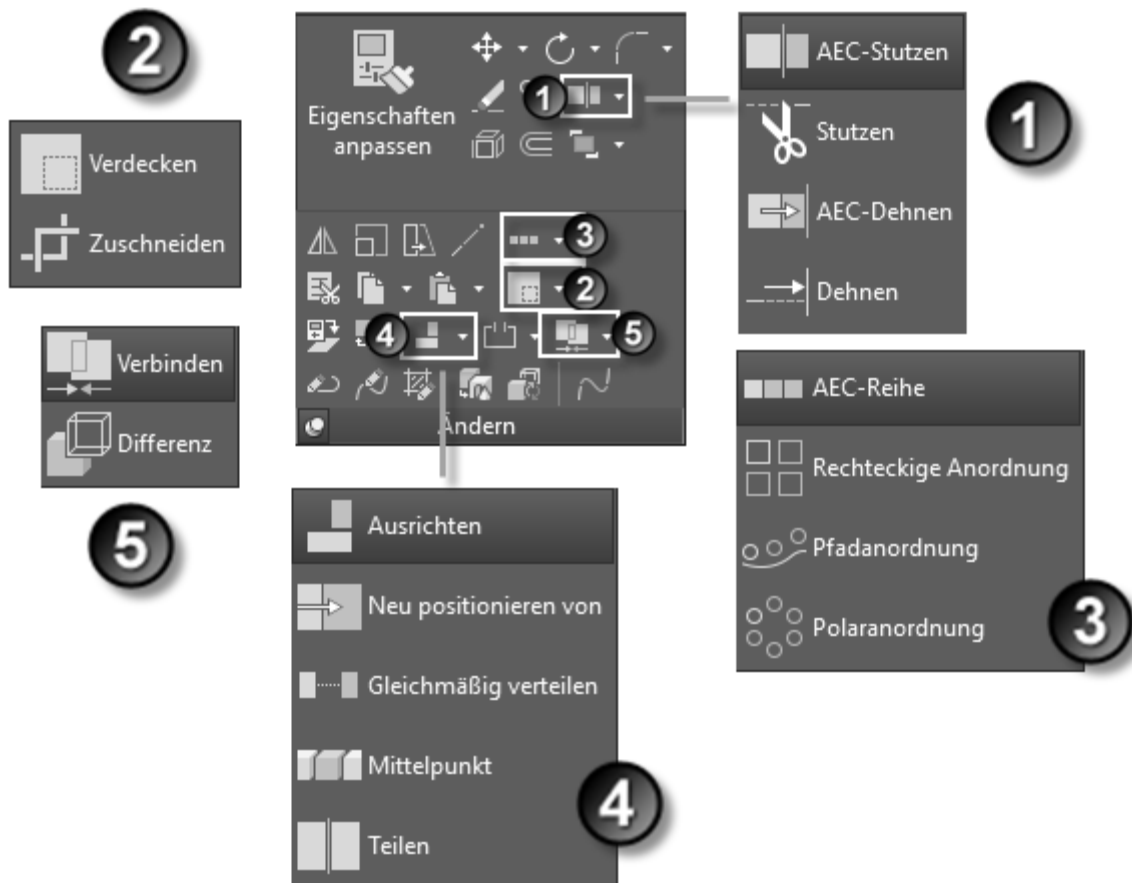 2
Verdecken
Zuschneiden
Verbinden
Differenz
5
Eigenschaften
anpassen
1
3
2
4
5
Ändern
AEC-Stutzen
Stutzen
AEC-Dehnen
Dehnen
1
AEC-Reihe
Rechteckige Anordnung
Pfadanordnung
Polaranordnung
3
Ausrichten
Neu positionieren von
Gleichmäßig verteilen
Mittelpunkt
Teilen
4